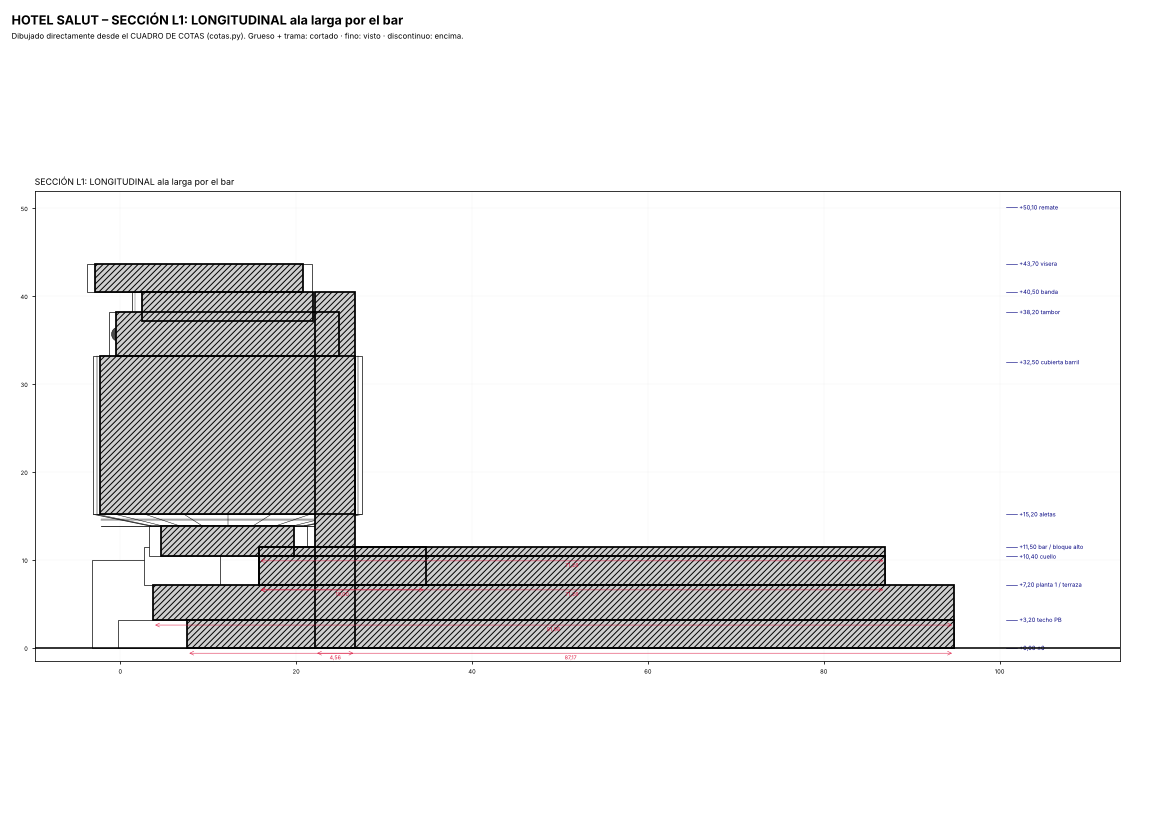 HOTEL SALUT – SECCIÓN L1: LONGITUDINAL ala larga por el bar
Dibujado directamente desde el CUADRO DE COTAS (cotas.py). Grueso + trama: cortado · fino: visto · discontinuo: encima.
SECCIÓN L1: LONGITUDINAL ala larga por el bar
50
+50,10 remate
+43,70 visera
40
+40,50 banda
+38,20 tambor
+32,50 cubierta barril
30
20
+15,20 aletas
+11,50 bar / bloque alto
+10,40 cuello
10
+7,20 planta 1 / terraza
+3,20 techo PB
0
4,56
87,17
0
20
40
60
80
100